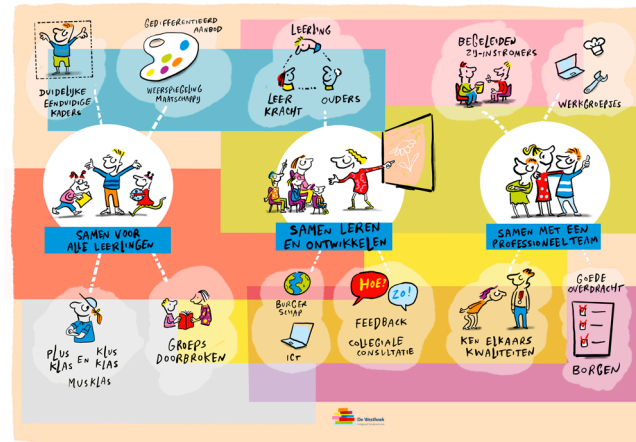 GEDIFFERENTIEERD
AANBOD
DUIDELIJKE
EENDUIDIGE
KADERS
WEERSPIEGELING
MAATSCHAPPY
LEERLING
LEER
KRACHT
OUDERS
BEGELEIDEN
ZY-INSTROMERS
WERKGROEPJES
SAMEN VOOR
ALLE LEERLINGEN
SAMEN LEREN
EN ONTWIKKELEN
SAMEN MET EEN
PROFESSIONEEL TEAM
PLUS
KLAS EN KLUS
KLAS
MUSKLAS
GROEPS
DOORBROKEN
BURGER
SCHAP
ICT
HOE?
ZO!
FEEDBACK
COLLEGIALE
CONSULTATIE
KEN ELKAARS
KWALITEITEN
GOEDE
OVERDRACHT
BORGEN
De Westhoek